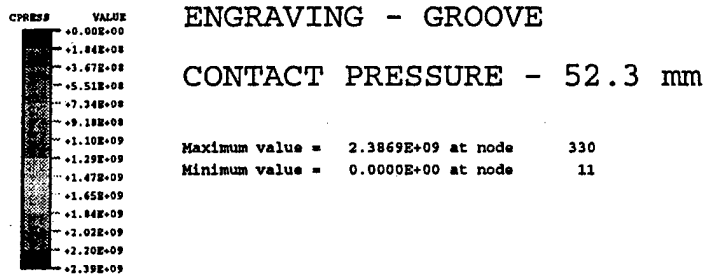 CPRESS VALUE
+0.00E+00
+1.84E+08
+3.67E+08
+5.51E+08
+7.34E+08
+9.18E+08
+1.10E+09
+1.29E+09
+1.47E+09
+1.65E+09
+1.84E+09
+2.02E+09
+2.20E+09
+2.39E+09
ENGRAVING - GROOVE
CONTACT PRESSURE - 52.3 mm
Maximum value = 2.3869E+09 at node 330
Minimum value = 0.0000E+00 at node 11